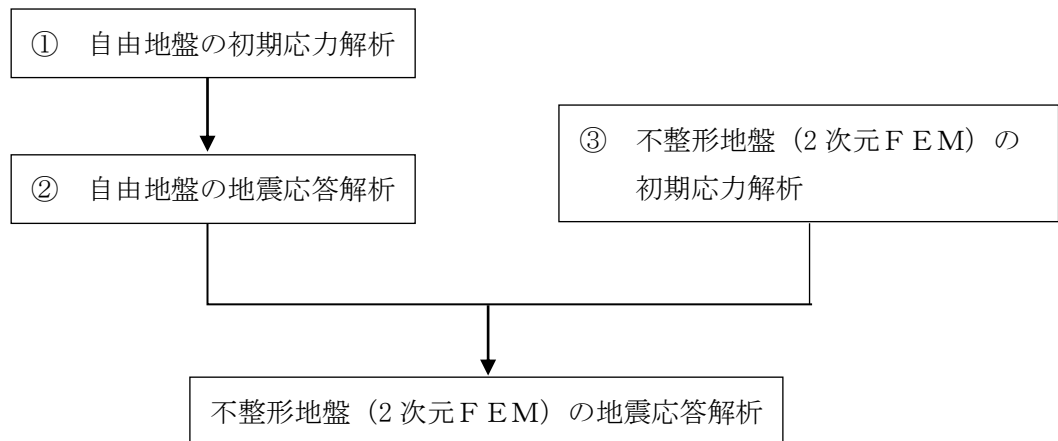 ① 自由地盤の初期応力解析
② 自由地盤の地震応答解析
③ 不整形地盤（2 次元ＦＥＭ）の
初期応力解析
不整形地盤（2 次元ＦＥＭ）の地震応答解析